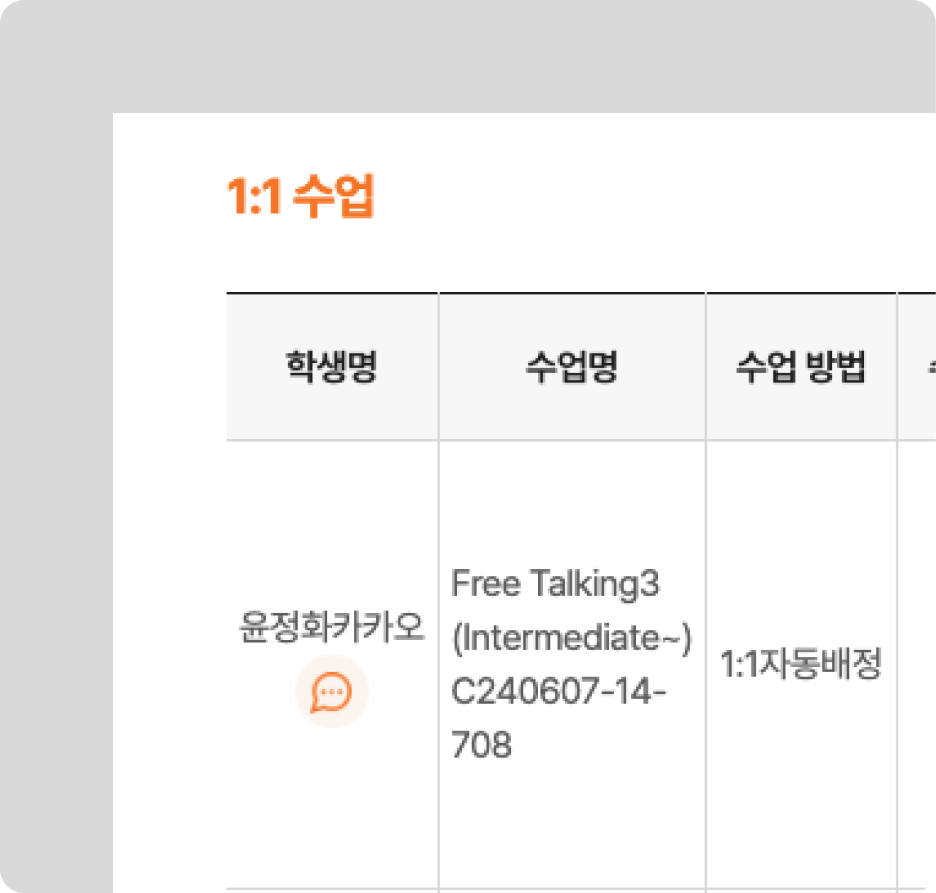 1:1 수업
학생명 수업명 수업 방법
윤정화카카오
Free Talking3
(Intermediate~)
C240607-14-
708
1:1자동배정